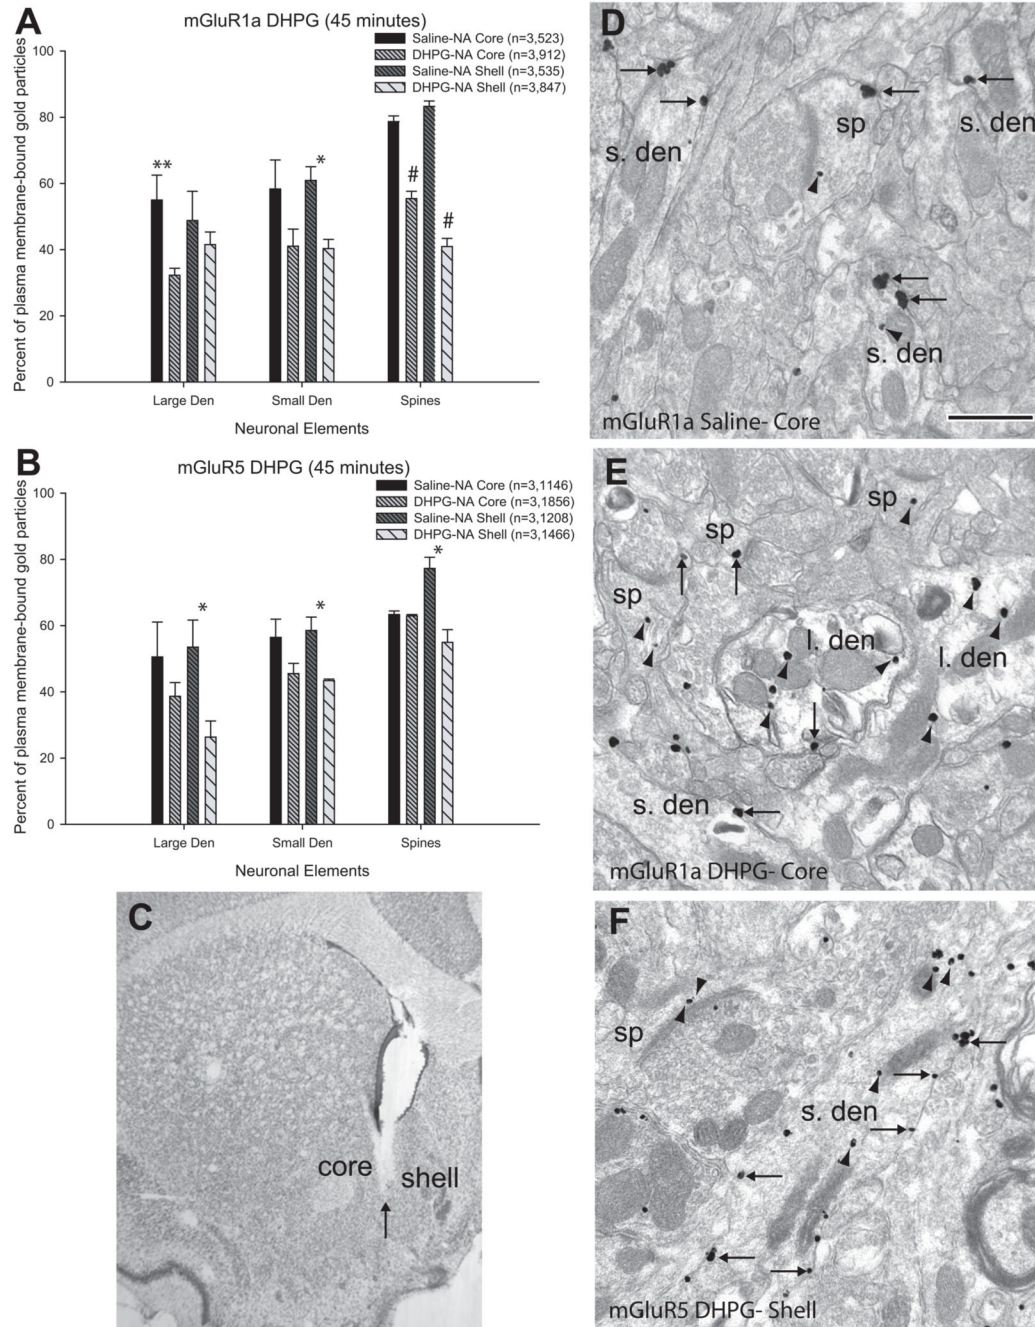 A
mGluR1a DHPG (45 minutes)
Saline-NA Core (n=3,523)
DHPG-NA Core (n=3,912)
Saline-NA Shell (n=3,535)
DHPG-NA Shell (n=3,847)
Percent of plasma membrane-bound gold particles
100
80
60
40
20
0
**
*
#
#
Large Den
Small Den
Spines
Neuronal Elements
B
mGluR5 DHPG (45 minutes)
Saline-NA Core (n=3,1146)
DHPG-NA Core (n=3,1856)
Saline-NA Shell (n=3,1208)
DHPG-NA Shell (n=3,1466)
Percent of plasma membrane-bound gold particles
100
80
60
40
20
0
*
*
*
Large Den
Small Den
Spines
Neuronal Elements
C
core
shell
D
sp
s. den
s. den
s. den
mGluR1a Saline- Core
E
sp
sp
sp
l. den
l. den
s. den
mGluR1a DHPG- Core
F
sp
s. den
mGluR5 DHPG- Shell